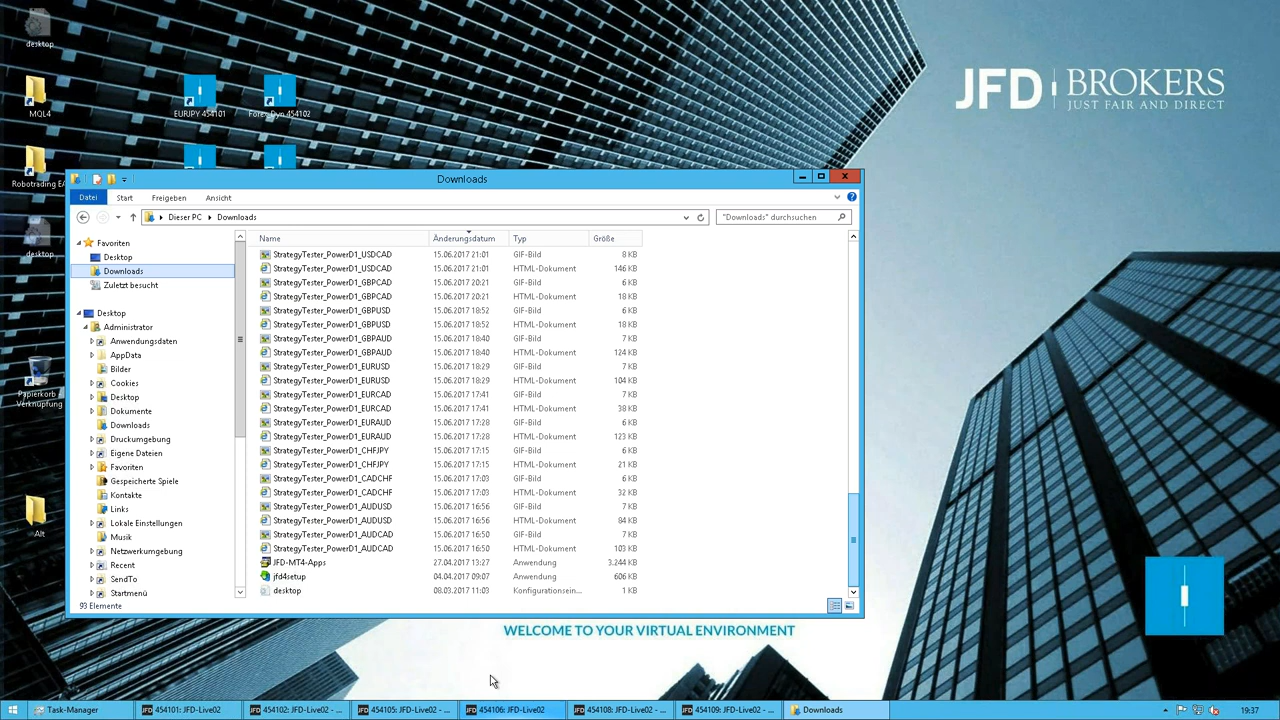 desktop
JFD BROKERS
JUST FAIR AND DIRECT
MQL4
EURJPY 454101
Forex Dyn 454102
Robotrading EA
Downloads
Datei
Start
Freigeben
Ansicht
Dieser PC
Downloads
"Downloads" durchsuchen
Name
Änderungsdatum
Typ
Größe
Favoriten
Desktop
Downloads
Zuletzt besucht
Desktop
Administrator
Anwendungsdaten
AppData
Bilder
Cookies
Desktop
Dokumente
Downloads
Druckumgebung
Eigene Dateien
Favoriten
Gespeicherte Spiele
Kontakte
Links
Lokale Einstellungen
Musik
Netzwerkumgebung
Recent
SendTo
Startmenü
StrategyTester_PowerD1_USDCAD 15.06.2017 21:01 GIF-Bild 8 KB
StrategyTester_PowerD1_USDCAD 15.06.2017 21:01 HTML-Dokument 146 KB
StrategyTester_PowerD1_GBPCAD 15.06.2017 20:21 GIF-Bild 6 KB
StrategyTester_PowerD1_GBPCAD 15.06.2017 20:21 HTML-Dokument 18 KB
StrategyTester_PowerD1_GBPUSD 15.06.2017 18:52 GIF-Bild 6 KB
StrategyTester_PowerD1_GBPUSD 15.06.2017 18:52 HTML-Dokument 18 KB
StrategyTester_PowerD1_GBPAUD 15.06.2017 18:40 GIF-Bild 7 KB
StrategyTester_PowerD1_GBPAUD 15.06.2017 18:40 HTML-Dokument 124 KB
StrategyTester_PowerD1_EURUSD 15.06.2017 18:29 GIF-Bild 7 KB
StrategyTester_PowerD1_EURUSD 15.06.2017 18:29 HTML-Dokument 104 KB
StrategyTester_PowerD1_EURCAD 15.06.2017 17:41 GIF-Bild 7 KB
StrategyTester_PowerD1_EURCAD 15.06.2017 17:41 HTML-Dokument 38 KB
StrategyTester_PowerD1_EURAUD 15.06.2017 17:28 GIF-Bild 6 KB
StrategyTester_PowerD1_EURAUD 15.06.2017 17:28 HTML-Dokument 123 KB
StrategyTester_PowerD1_CHFJPY 15.06.2017 17:15 GIF-Bild 6 KB
StrategyTester_PowerD1_CHFJPY 15.06.2017 17:15 HTML-Dokument 21 KB
StrategyTester_PowerD1_CADCHF 15.06.2017 17:03 GIF-Bild 6 KB
StrategyTester_PowerD1_CADCHF 15.06.2017 17:03 HTML-Dokument 32 KB
StrategyTester_PowerD1_AUDUSD 15.06.2017 16:56 GIF-Bild 7 KB
StrategyTester_PowerD1_AUDUSD 15.06.2017 16:56 HTML-Dokument 84 KB
StrategyTester_PowerD1_AUDCAD 15.06.2017 16:50 GIF-Bild 7 KB
StrategyTester_PowerD1_AUDCAD 15.06.2017 16:50 HTML-Dokument 103 KB
JFD-MT4-Apps 27.04.2017 13:27 Anwendung 3.244 KB
jfd4setup 04.04.2017 09:07 Anwendung 606 KB
desktop 08.03.2017 11:03 Konfigurationsein... 1 KB
93 Elemente
desktop
Papierkorb -
Verknüpfung
Alt
WELCOME TO YOUR VIRTUAL ENVIRONMENT
Task-Manager
JFD 454101: JFD-Live02
JFD 454102: JFD-Live02 - ...
JFD 454105: JFD-Live02 - ...
JFD 454106: JFD-Live02
JFD 454108: JFD-Live02 - ...
JFD 454109: JFD-Live02 - ...
Downloads
19:37